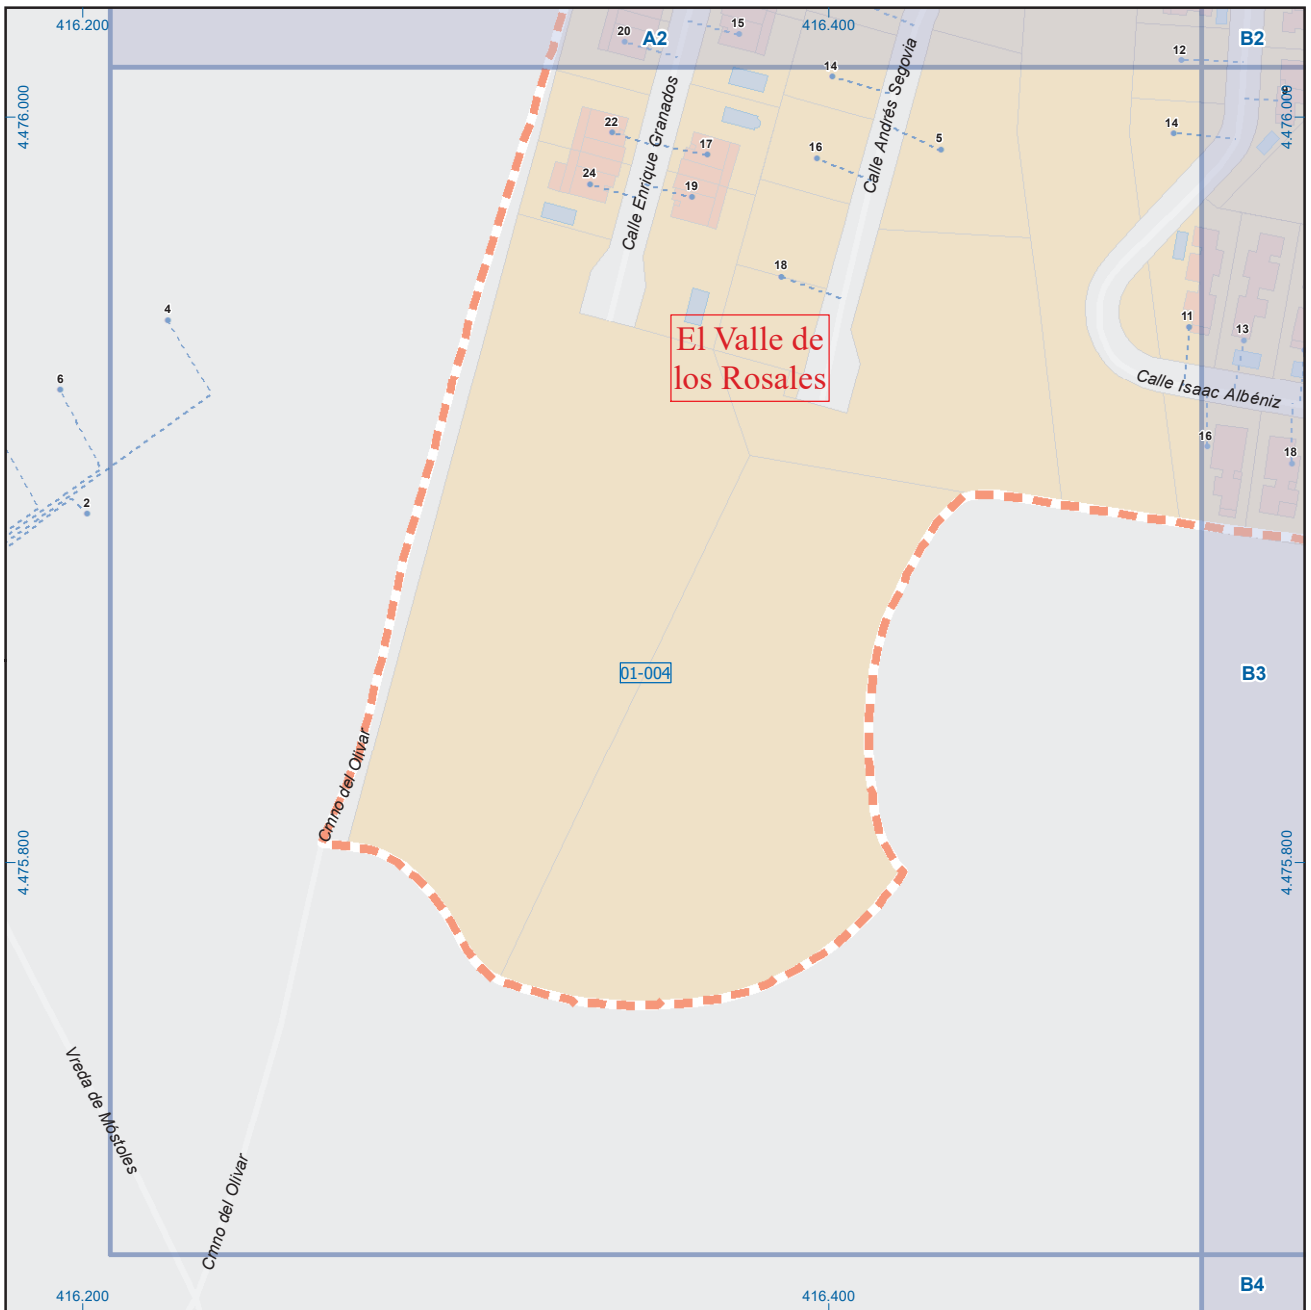 416.200
416.400
20
A2
15
B2
12
14
4.476.000
4.476.000
Calle Enrique Granados
Calle Andrés Segovia
22
17
16
5
14
24
19
18
4
El Valle de
los Rosales
11
13
6
Calle Isaac Albéniz
16
18
2
01-004
B3
Cmno del Olivar
4.475.800
4.475.800
Vreda de Móstoles
Cmno del Olivar
B4
416.200
416.400